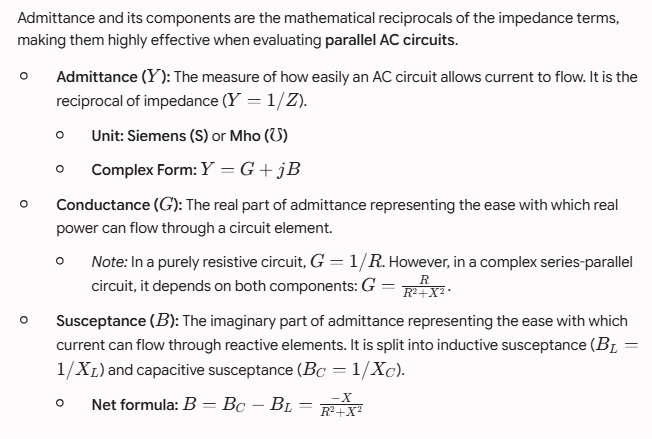 Admittance and its components are the mathematical reciprocals of the impedance terms,
making them highly effective when evaluating parallel AC circuits.
Admittance (Y): The measure of how easily an AC circuit allows current to flow. It is the
reciprocal of impedance (Y = 1/Z).
Unit: Siemens (S) or Mho (℧)
Complex Form: Y = G + jB
Conductance (G): The real part of admittance representing the ease with which real
power can flow through a circuit element.
Note: In a purely resistive circuit, G = 1/R. However, in a complex series-parallel
circuit, it depends on both components: G = R/(R²+X²).
Susceptance (B): The imaginary part of admittance representing the ease with which
current can flow through reactive elements. It is split into inductive susceptance (B_L =
1/X_L) and capacitive susceptance (B_C = 1/X_C).
Net formula: B = B_C − B_L = −X/(R²+X²)